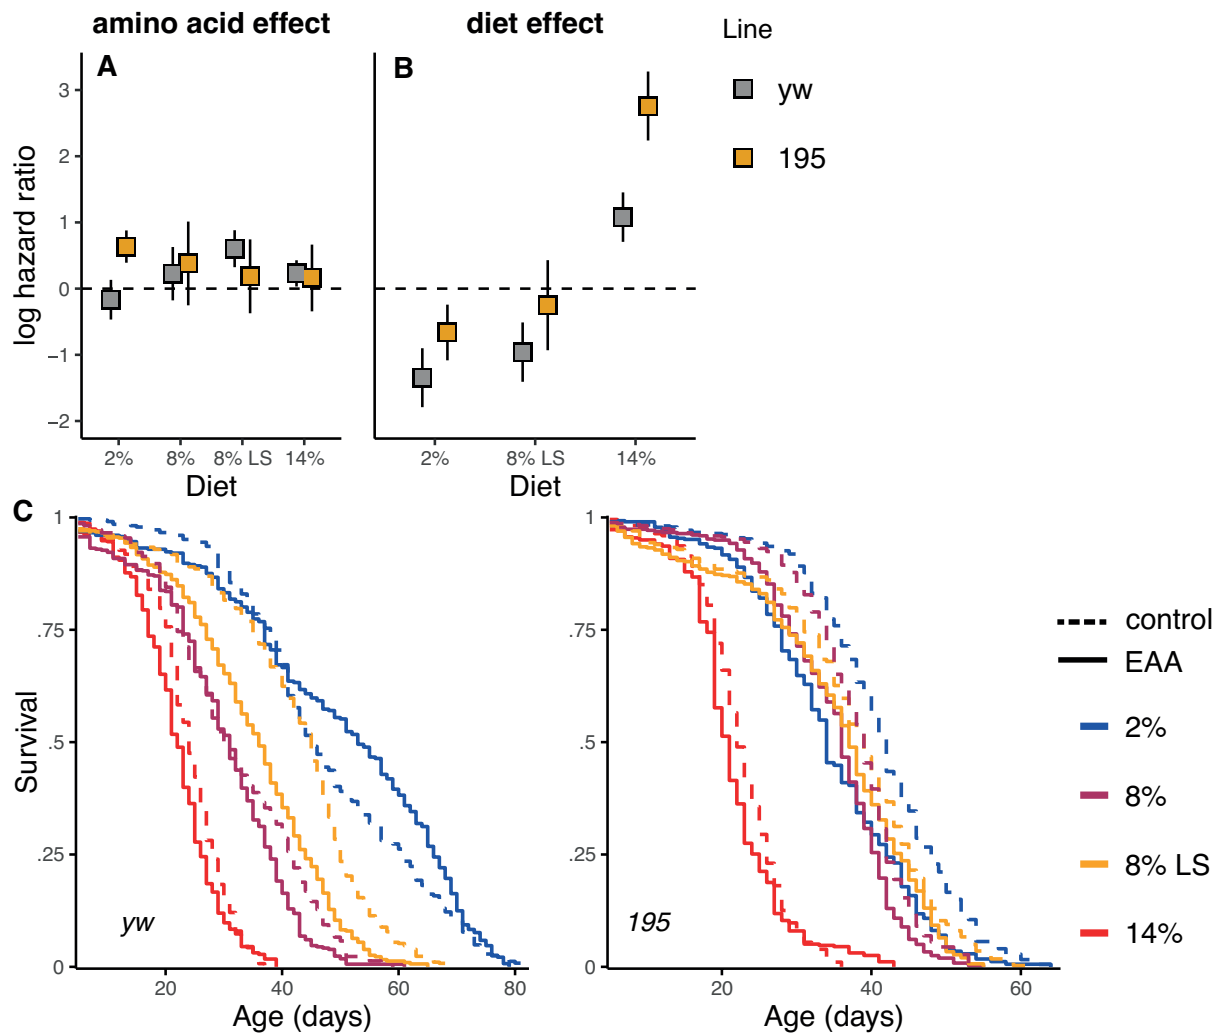 amino acid effect
diet effect
Line
A
B
yw
195
log hazard ratio
3
2
1
0
−1
−2
2%
8%
8% LS
14%
Diet
2%
8% LS
14%
Diet
C
Survival
1
.75
.5
.25
0
yw
20
40
60
80
Age (days)
1
.75
.5
.25
0
195
20
40
60
Age (days)
control
EAA
2%
8%
8% LS
14%